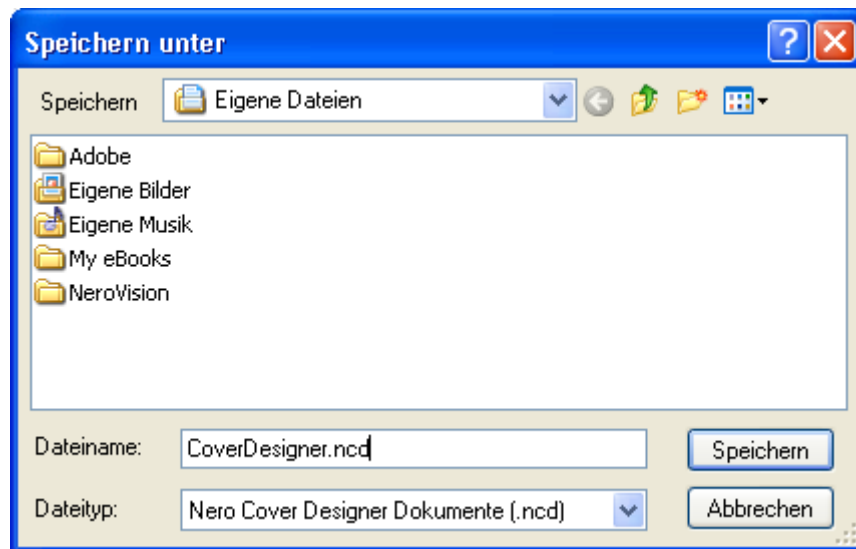 Speichern unter
Speichern Eigene Dateien
Adobe
Eigene Bilder
Eigene Musik
My eBooks
NeroVision
Dateiname: CoverDesigner.ncd Speichern
Dateityp: Nero Cover Designer Dokumente (.ncd) Abbrechen